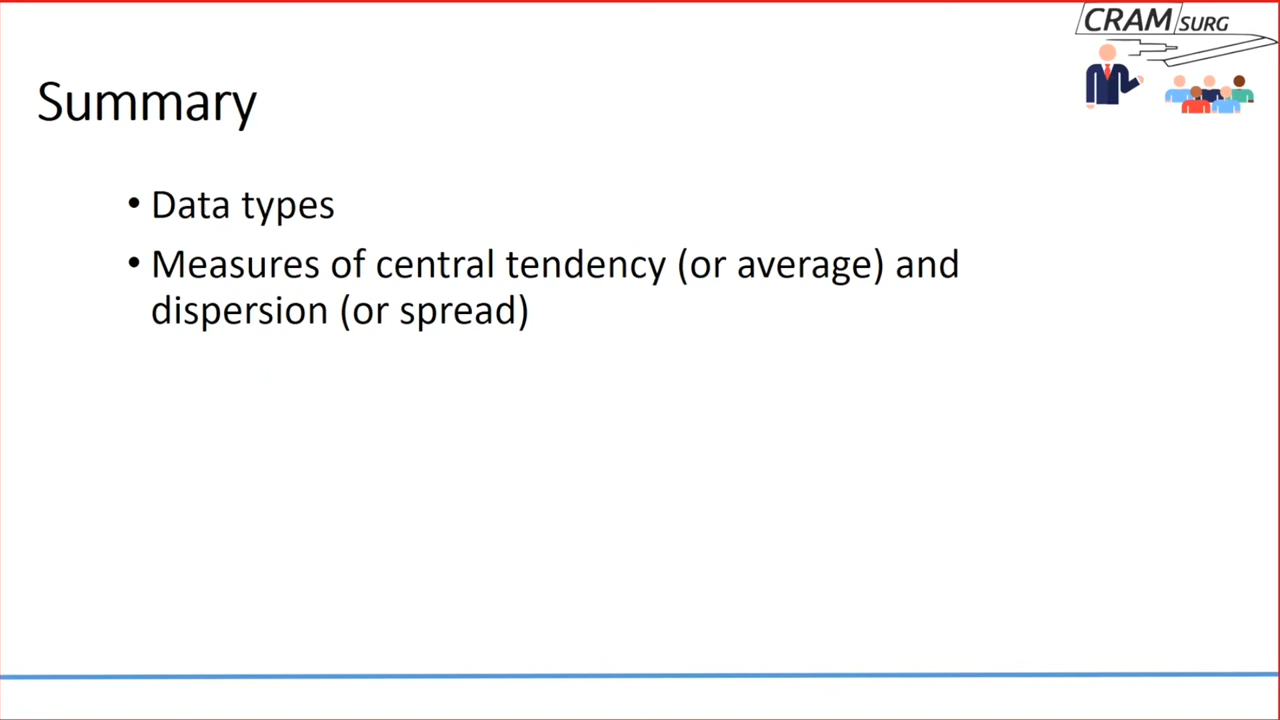 CRAM SURG
Summary
• Data types
• Measures of central tendency (or average) and
dispersion (or spread)